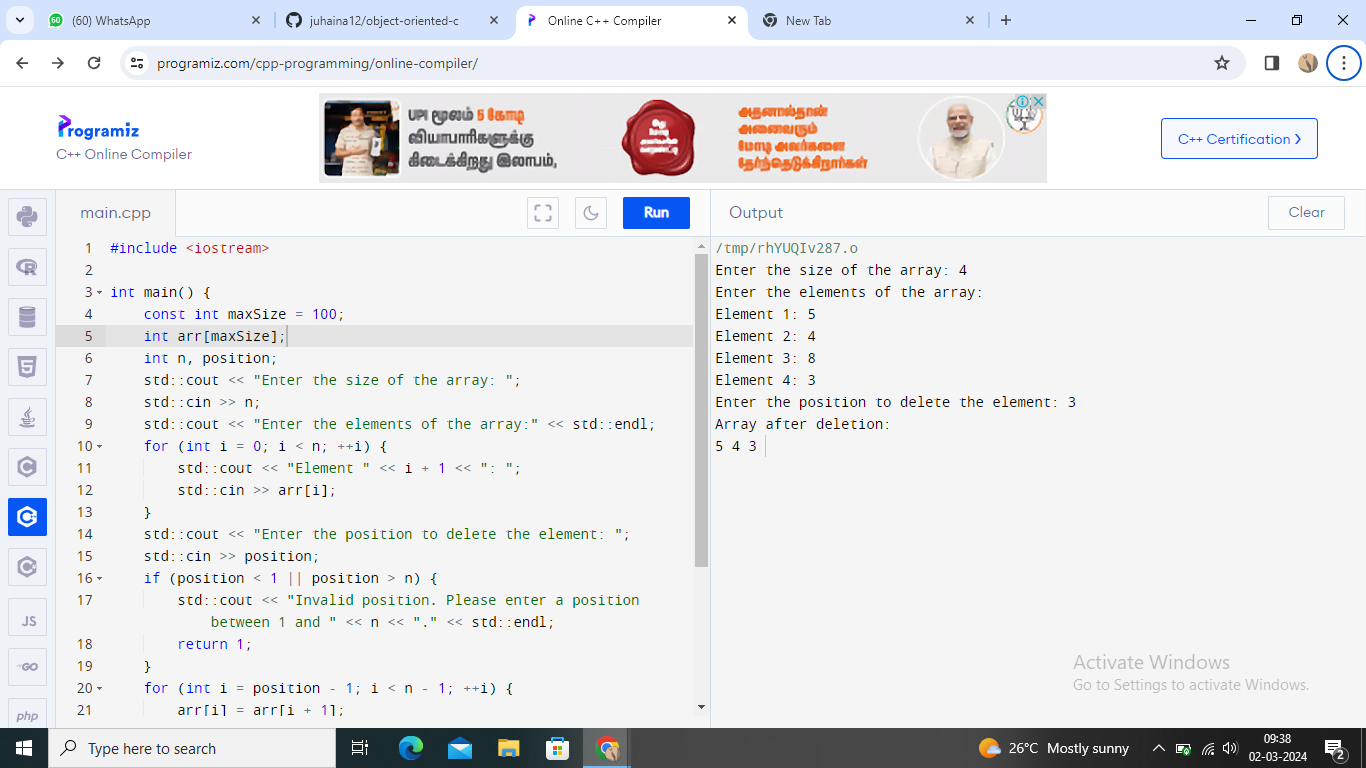 (60) WhatsApp
juhaina12/object-oriented-c
Online C++ Compiler
New Tab
programiz.com/cpp-programming/online-compiler/
Programiz
C++ Online Compiler
UPI மூலம் 5 கோடி
வியாபாரிகளுக்கு
கிடைக்கிறது இலாபம்,
அதனால்தான்
அனைவரும்
மோடி அவர்களை
தேர்ந்தெடுக்கிறார்கள்
C++ Certification
main.cpp
Run
Output
Clear
1 #include <iostream>
2
3 int main() {
4 const int maxSize = 100;
5 int arr[maxSize];
6 int n, position;
7 std::cout << "Enter the size of the array: ";
8 std::cin >> n;
9 std::cout << "Enter the elements of the array:" << std::endl;
10 for (int i = 0; i < n; ++i) {
11 std::cout << "Element " << i + 1 << ": ";
12 std::cin >> arr[i];
13 }
14 std::cout << "Enter the position to delete the element: ";
15 std::cin >> position;
16 if (position < 1 || position > n) {
17 std::cout << "Invalid position. Please enter a position
between 1 and " << n << "." << std::endl;
18 return 1;
19 }
20 for (int i = position - 1; i < n - 1; ++i) {
21 arr[i] = arr[i + 1];
/tmp/rhYUQIv287.o
Enter the size of the array: 4
Enter the elements of the array:
Element 1: 5
Element 2: 4
Element 3: 8
Element 4: 3
Enter the position to delete the element: 3
Array after deletion:
5 4 3
JS
GO
php
Activate Windows
Go to Settings to activate Windows.
Type here to search
26°C Mostly sunny
09:38
02-03-2024
2